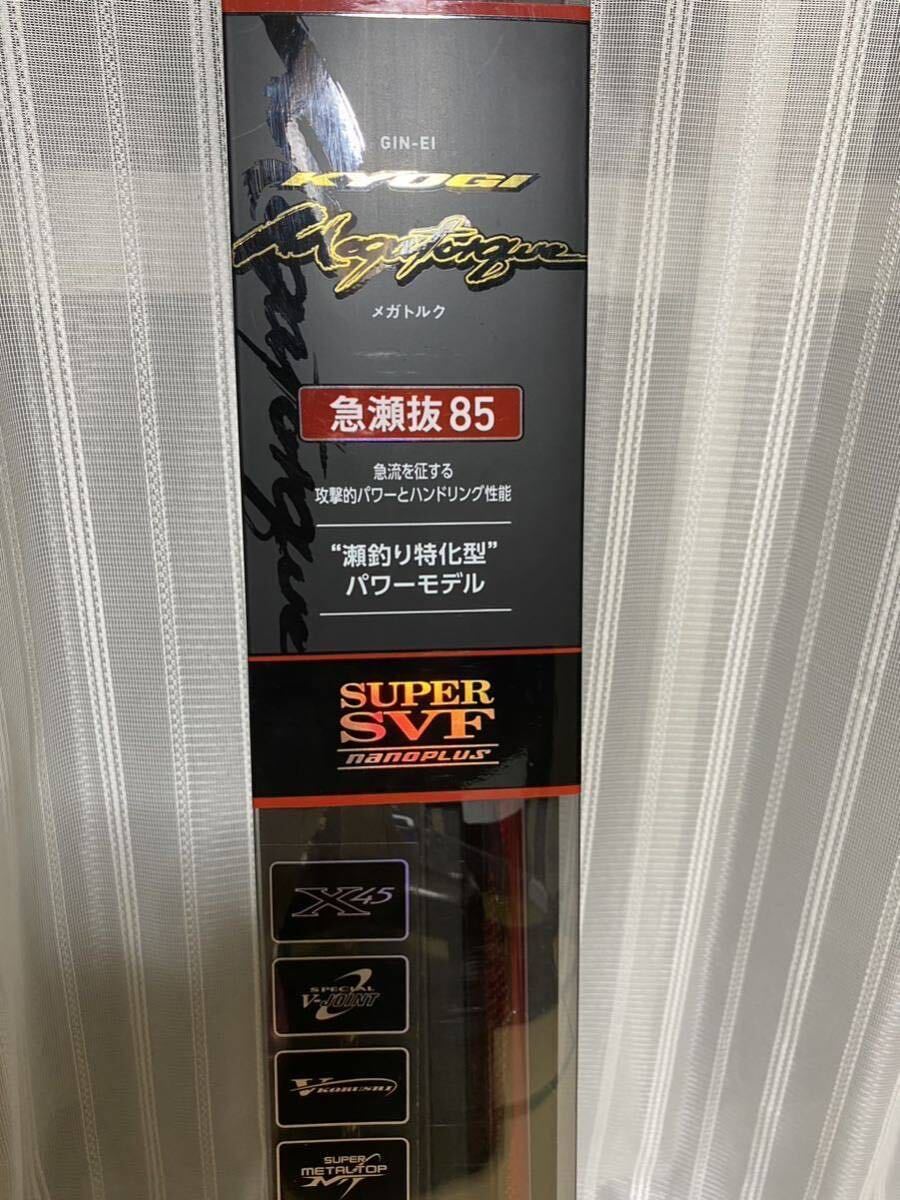 GIN-EI
KYOGI
Megatorque
メガトルク
急瀬抜85
急流を征する
攻撃的パワーとハンドリング性能
“瀬釣り特化型”
パワーモデル
SUPER
SVF
nanoPLUS
X45
SPECIAL
V-JOINT
V KOBUSHI
SUPER
METALTOP
MT